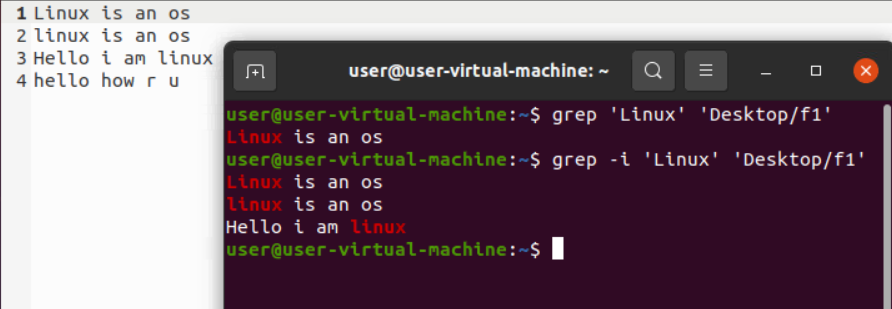 1 Linux is an os
2 linux is an os
3 Hello i am linux
4 hello how r u
user@user-virtual-machine: ~
user@user-virtual-machine:~$ grep 'Linux' 'Desktop/f1'
Linux is an os
user@user-virtual-machine:~$ grep -i 'Linux' 'Desktop/f1'
Linux is an os
linux is an os
Hello i am linux
user@user-virtual-machine:~$